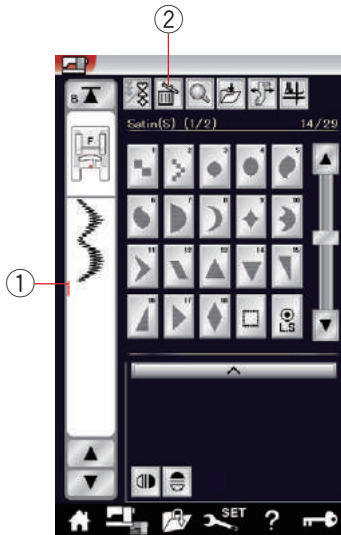 ②
B
F
Satin(S) (1/2) 14/29
1 2 3 4 5
6 7 8 9 10
①
11 12 13 14 15
16 17 18 L.S
SET ?